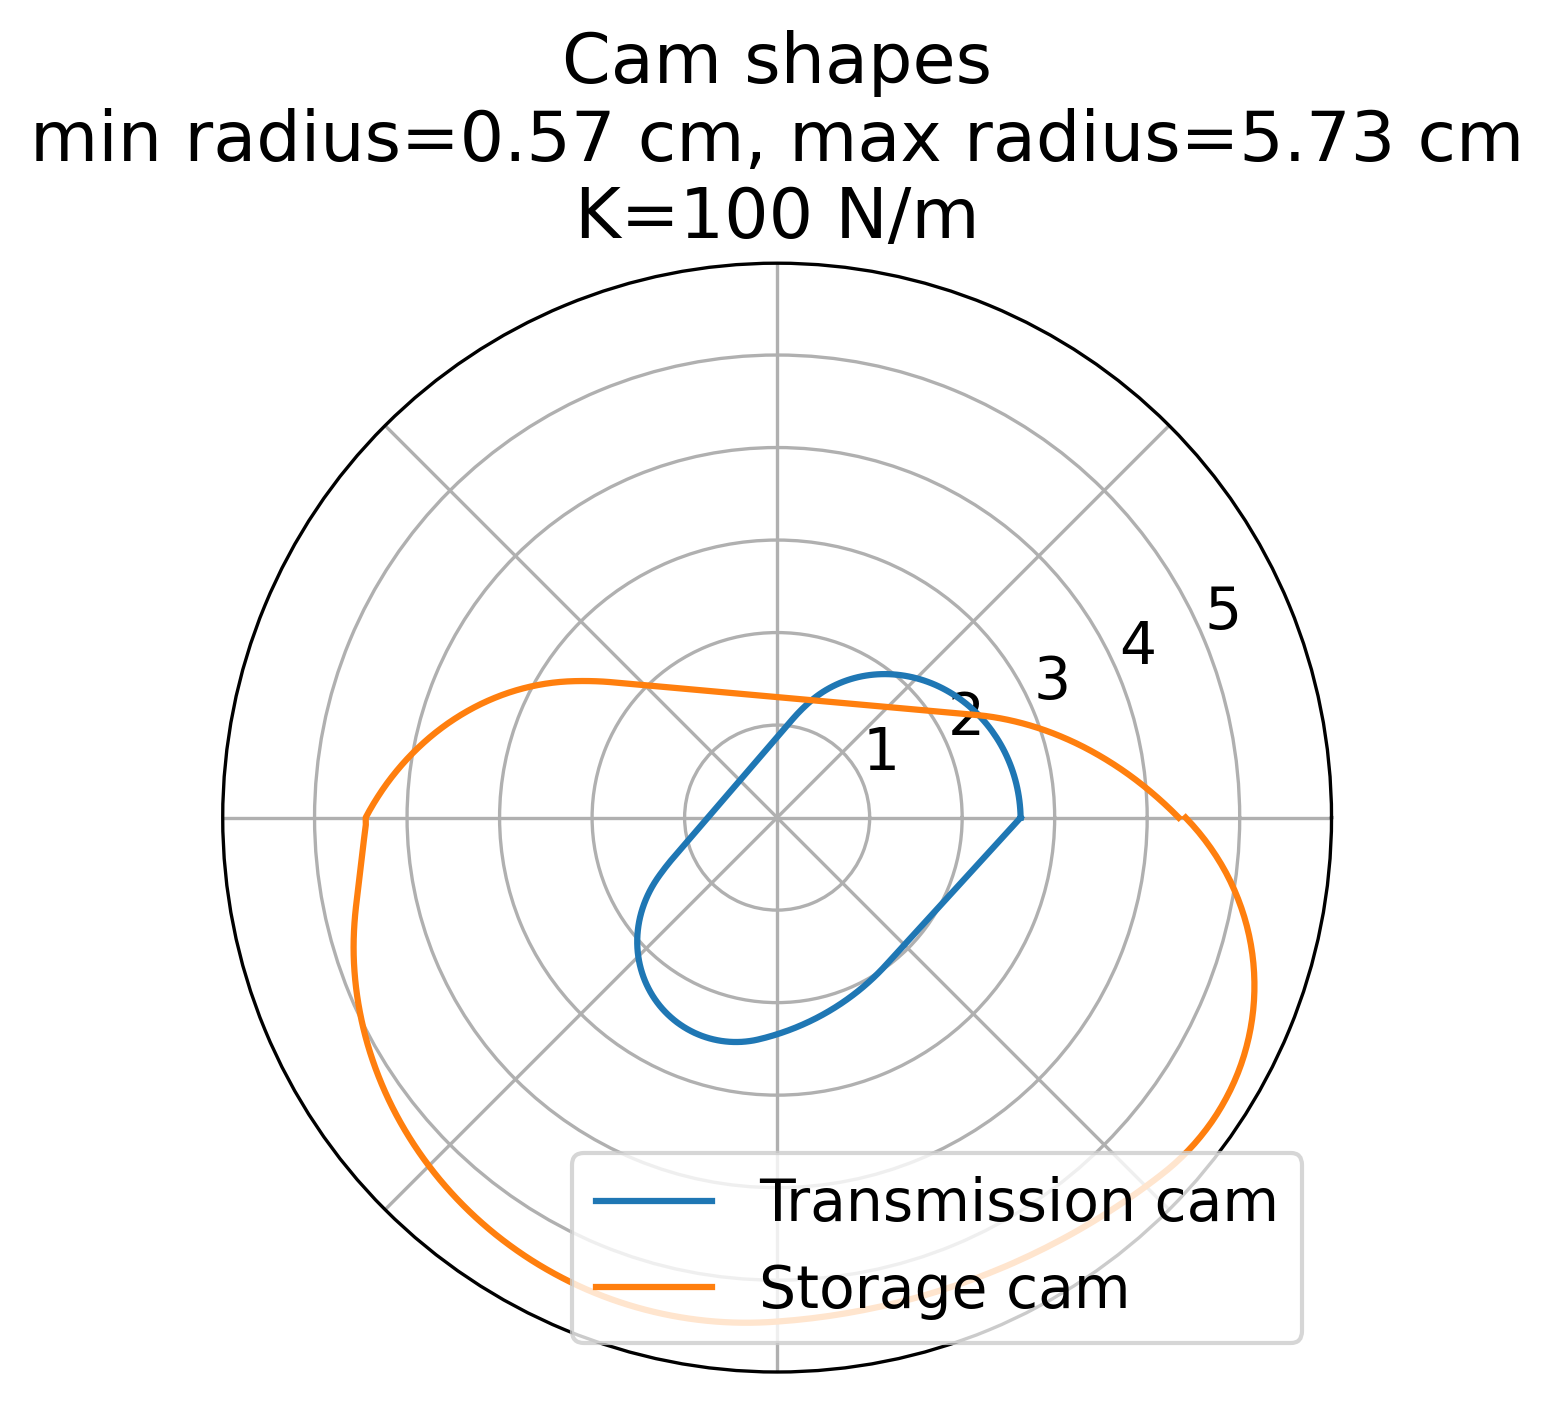 Cam shapes
min radius=0.57 cm, max radius=5.73 cm
K=100 N/m
5
4
3
2
1
Transmission cam
Storage cam